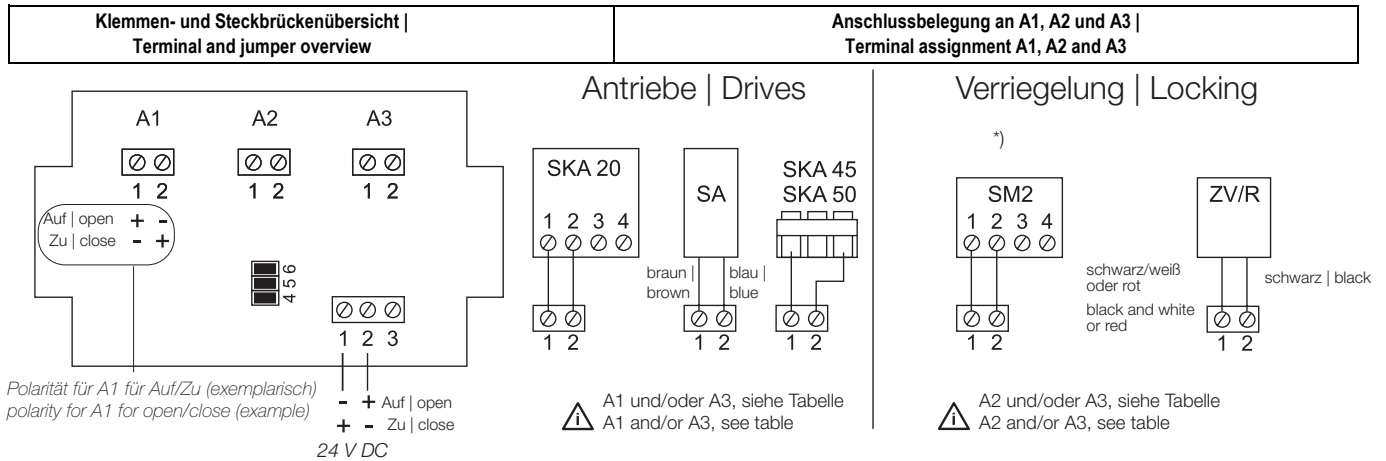 Klemmen- und Steckbrückenübersicht |
Terminal and jumper overview
Anschlussbelegung an A1, A2 und A3 |
Terminal assignment A1, A2 and A3
A1
A2
A3
1 2
1 2
1 2
Auf | open + -
Zu | close - +
4 5 6
1 2 3
- + Auf | open
+ - Zu | close
24 V DC
Polarität für A1 für Auf/Zu (exemplarisch)
polarity for A1 for open/close (example)
Antriebe | Drives
SKA 20
1 2 3 4
1 2
SA
braun |
brown
blau |
blue
1 2
SKA 45
SKA 50
1 2
A1 und/oder A3, siehe Tabelle
A1 and/or A3, see table
Verriegelung | Locking
*)
SM2
1 2 3 4
1 2
ZV/R
schwarz/weiß
oder rot
black and white
or red
schwarz | black
1 2
A2 und/oder A3, siehe Tabelle
A2 and/or A3, see table